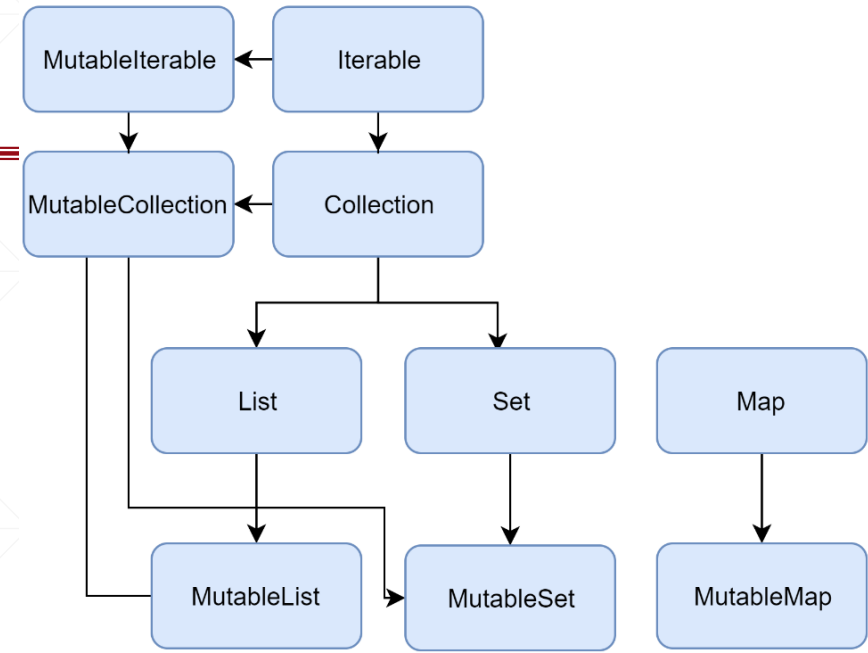 MutableIterable
Iterable
MutableCollection
Collection
List
Set
Map
MutableList
MutableSet
MutableMap